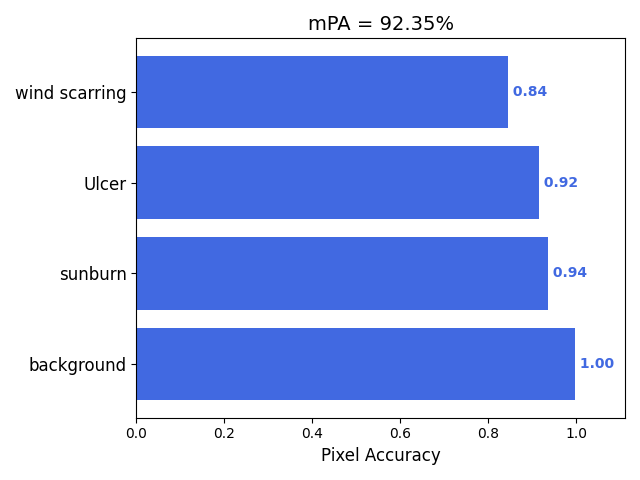 mPA = 92.35%
wind scarring
0.84
Ulcer
0.92
sunburn
0.94
background
1.00
0.0 0.2 0.4 0.6 0.8 1.0
Pixel Accuracy